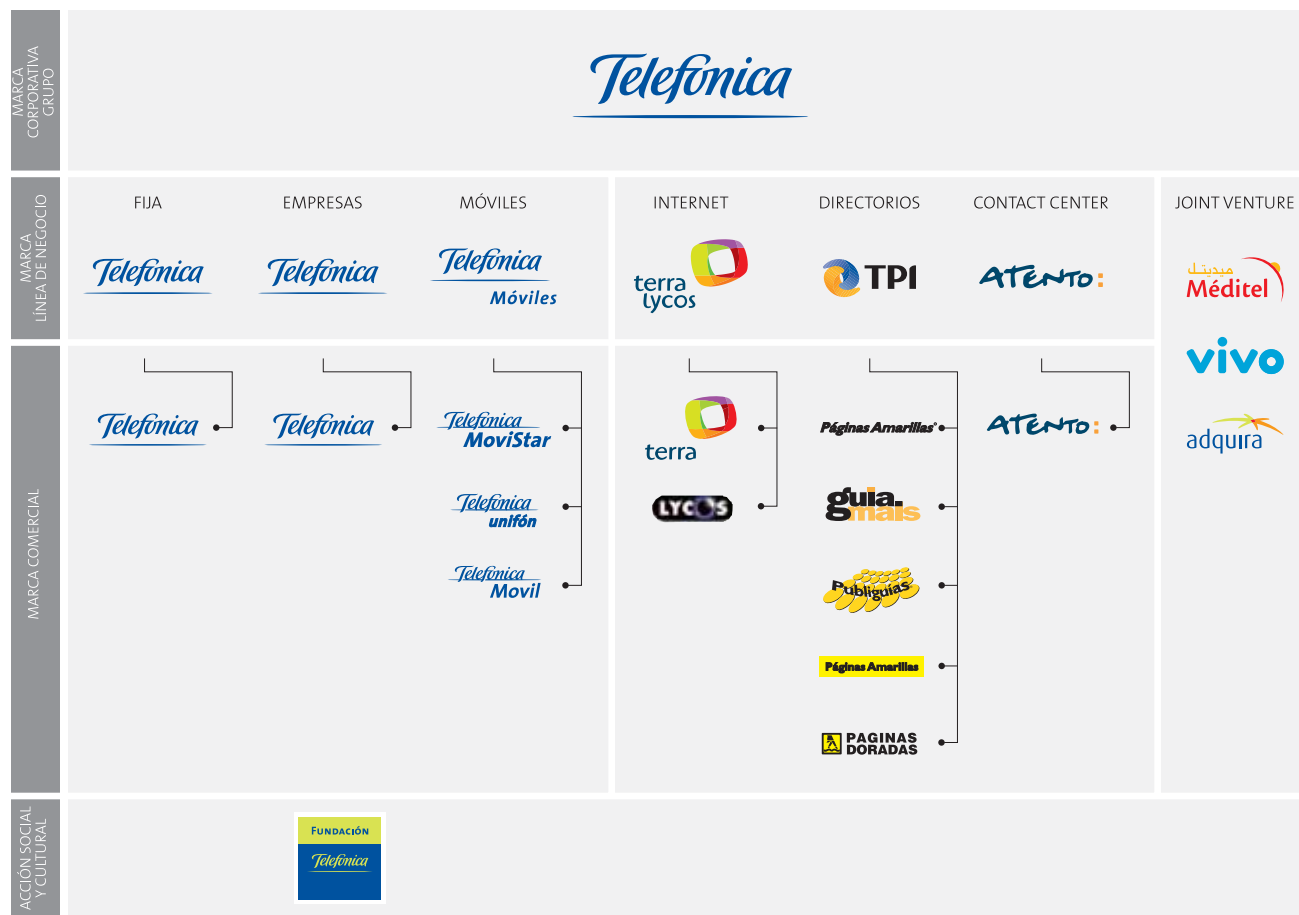 MARCA
CORPORATIVA
GRUPO
Telefónica
MARCA
LÍNEA DE NEGOCIO
FIJA
EMPRESAS
MÓVILES
INTERNET
DIRECTORIOS
CONTACT CENTER
JOINT VENTURE
Telefónica
Telefónica
Telefónica
Móviles
terra
lycos
TPI
ATENTO:
ميديتل
Méditel
vivo
adquira
MARCA COMERCIAL
Telefónica
Telefónica
Telefónica
MoviStar
Telefónica
unifón
Telefónica
Movil
terra
LYCOS
Páginas Amarillas®
guia.
mais
Publiguías
Páginas Amarillas
PAGINAS
DORADAS
ATENTO:
ACCIÓN SOCIAL
Y CULTURAL
FUNDACIÓN
Telefónica